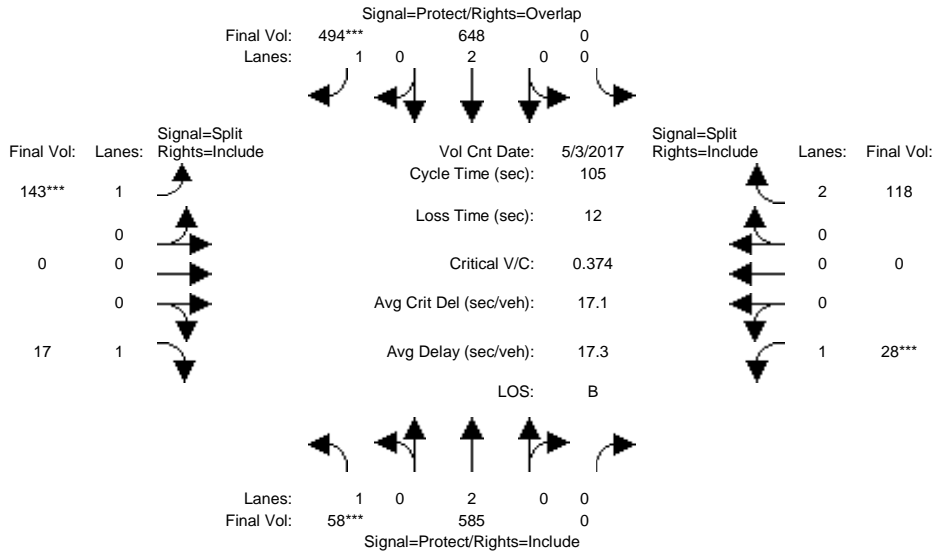 Signal=Protect/Rights=Overlap
Final Vol: 494*** 648 0
Lanes: 1 0 2 0 0
Signal=Split
Final Vol: Lanes: Rights=Include
Vol Cnt Date: 5/3/2017
Signal=Split
Rights=Include Lanes: Final Vol:
Cycle Time (sec): 105
143*** 1
2 118
Loss Time (sec): 12
0
0
0 0
Critical V/C: 0.374
0 0
0
Avg Crit Del (sec/veh): 17.1
0
17 1
Avg Delay (sec/veh): 17.3
1 28***
LOS: B
Lanes: 1 0 2 0 0
Final Vol: 58*** 585 0
Signal=Protect/Rights=Include